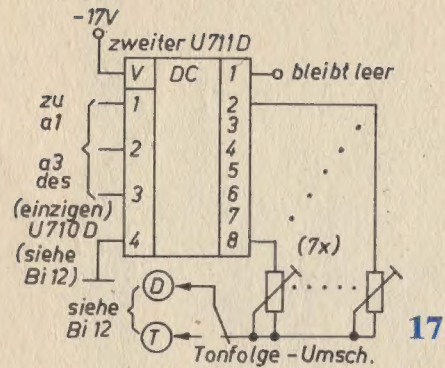 -17V
zweiter U711D
V DC 1 bleibt leer
zu 1 2
a1 3
2 4
a3 5
des 3 6
(einzigen) 7
U710D 4 8 (7x)
(siehe
Bi 12)
siehe D
Bi 12 T
Tonfolge-Umsch.
17